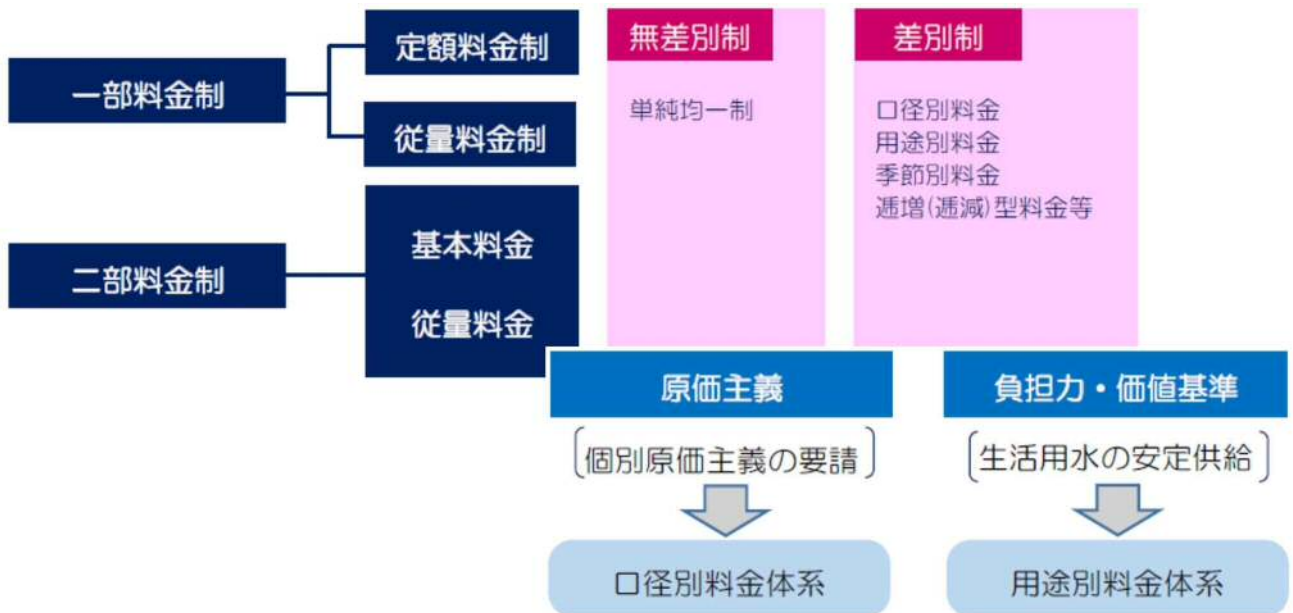 一部料金制
定額料金制
従量料金制
二部料金制
基本料金
従量料金
無差別制
単純均一制
差別制
口径別料金
用途別料金
季節別料金
逓増(逓減)型料金等
原価主義
個別原価主義の要請
口径別料金体系
負担力・価値基準
生活用水の安定供給
用途別料金体系